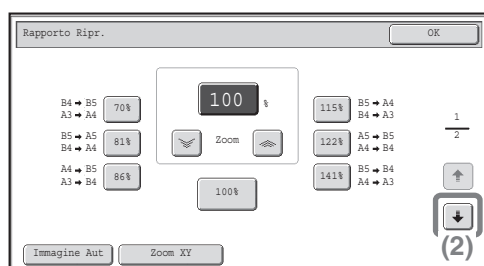 Rapporto Ripr.
OK
B4 → B5
A3 → A4
70%
B5 → A5
B4 → A4
81%
A4 → B5
A3 → B4
86%
100 %
Zoom
100%
115%
B5 → A4
B4 → A3
122%
A5 → B5
A4 → B4
141%
B5 → B4
A4 → A3
1
2
(2)
Immagine Aut
Zoom XY